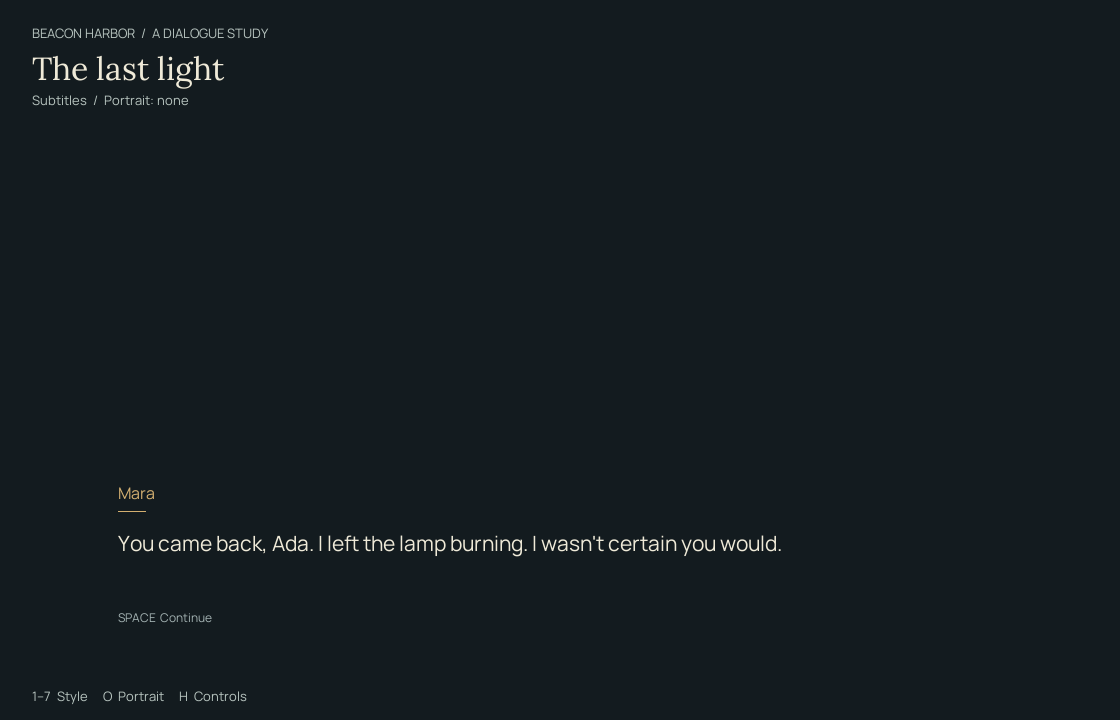 BEACON HARBOR / A DIALOGUE STUDY
The last light
Subtitles / Portrait: none
Mara
You came back, Ada. I left the lamp burning. I wasn't certain you would.
SPACE Continue
1–7 Style O Portrait H Controls